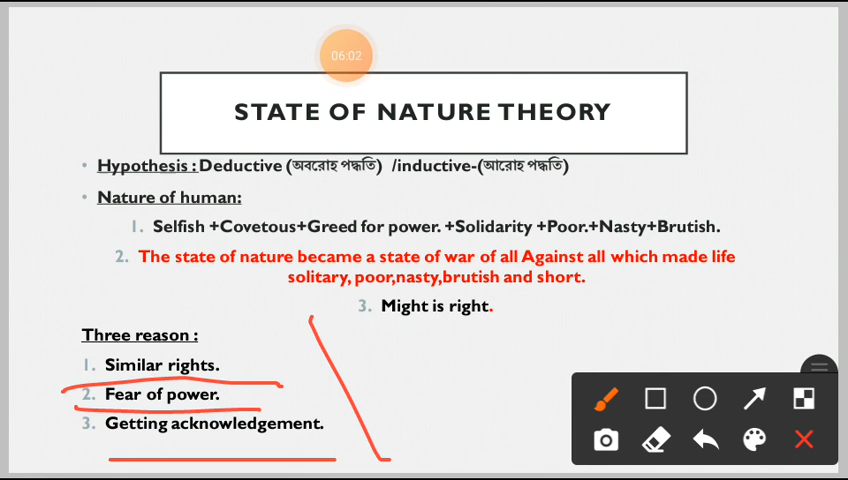 06:02
STATE OF NATURE THEORY
• Hypothesis : Deductive (অবরোহ পদ্ধতি) /inductive-(আরোহ পদ্ধতি)
• Nature of human:
1. Selfish +Covetous+Greed for power. +Solidarity +Poor.+Nasty+Brutish.
2. The state of nature became a state of war of all Against all which made life
solitary, poor,nasty,brutish and short.
3. Might is right.
Three reason :
1. Similar rights.
2. Fear of power.
3. Getting acknowledgement.